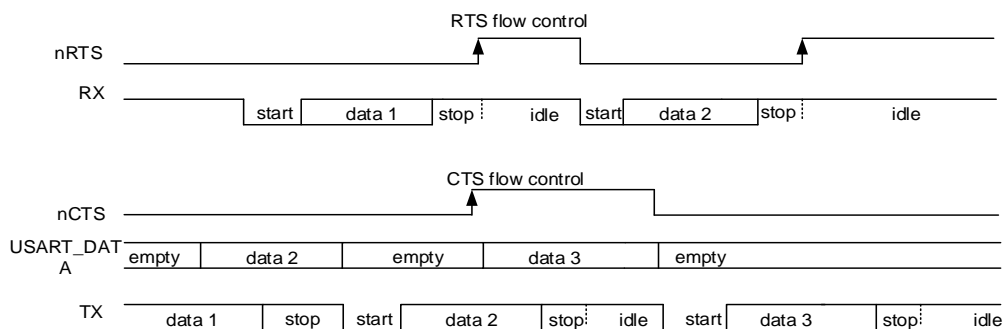 RTS flow control
nRTS
RX
start data 1 stop idle start data 2 stop idle
CTS flow control
nCTS
USART_DAT
A
empty data 2 empty data 3 empty
TX
data 1 stop start data 2 stop idle start data 3 stop idle